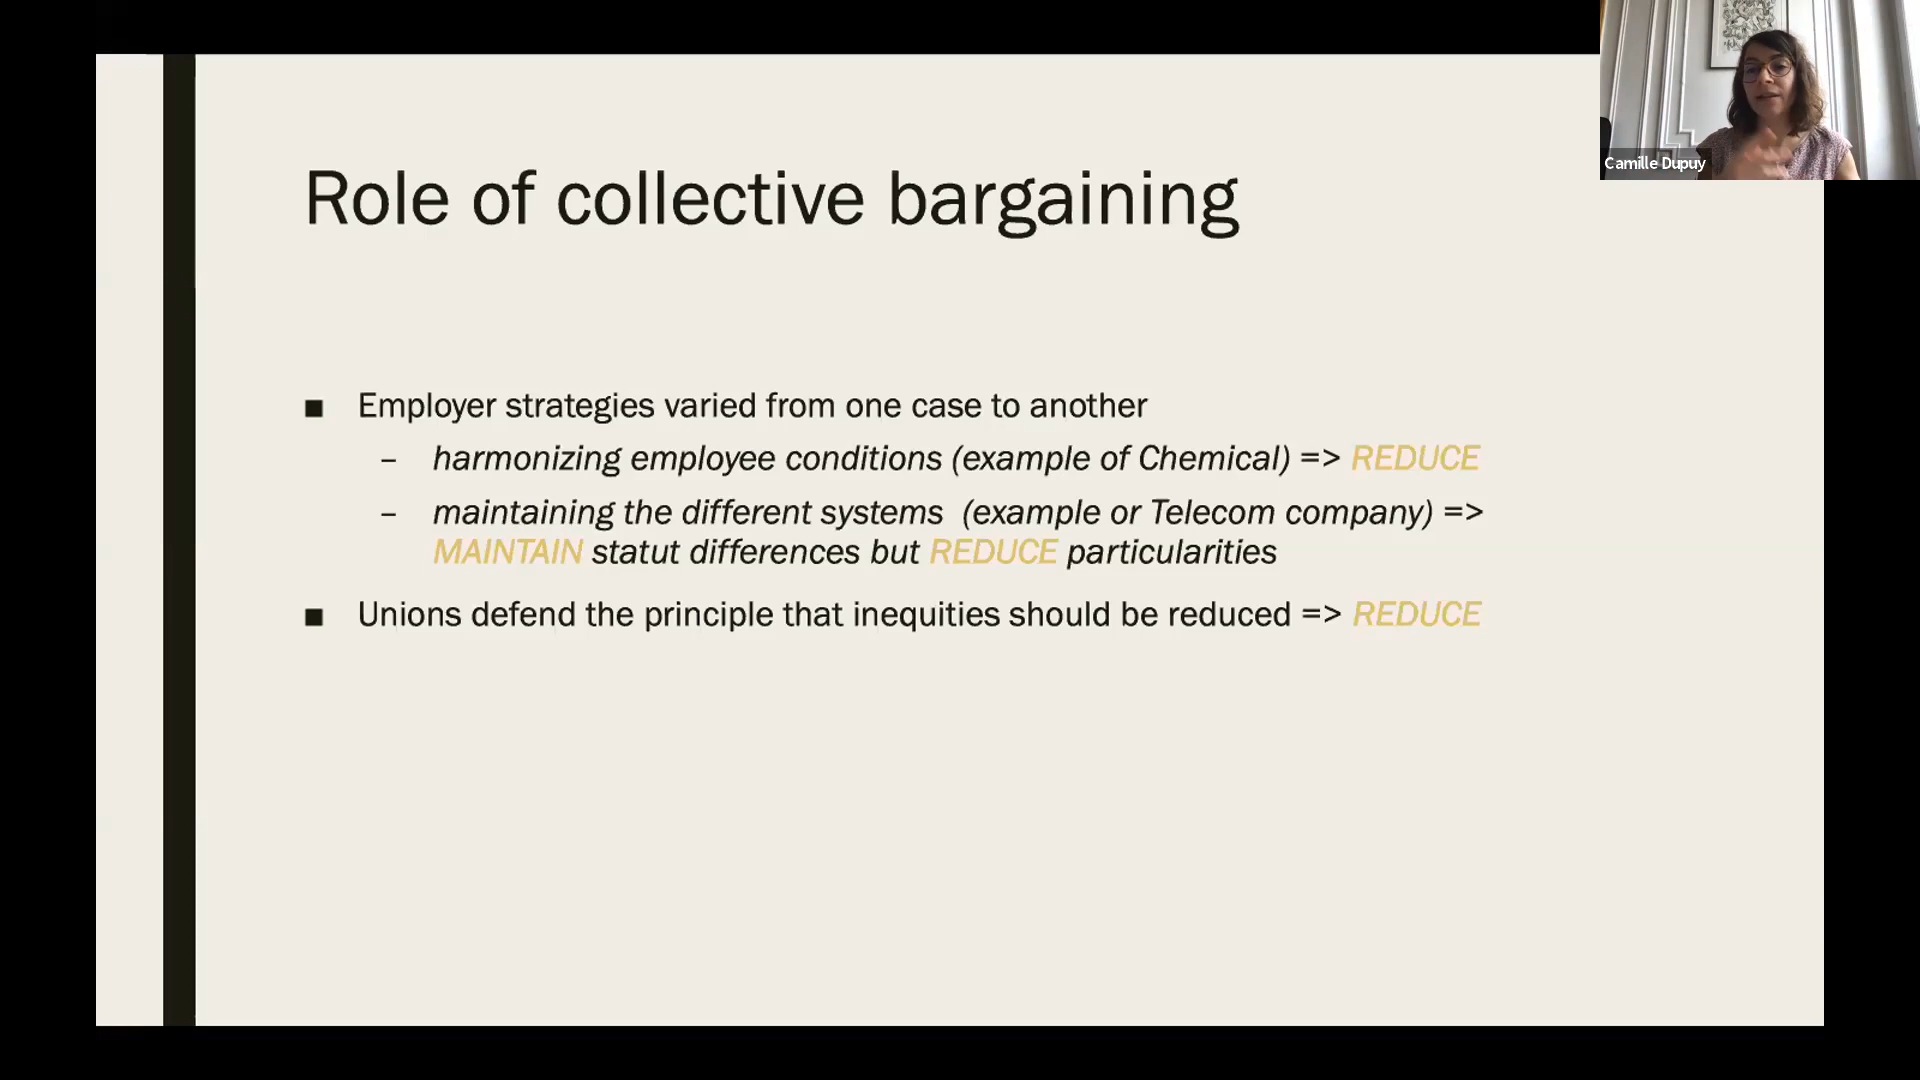 Camille Dupuy
Role of collective bargaining
■ Employer strategies varied from one case to another
– harmonizing employee conditions (example of Chemical) => REDUCE
– maintaining the different systems (example or Telecom company) =>
MAINTAIN statut differences but REDUCE particularities
■ Unions defend the principle that inequities should be reduced => REDUCE